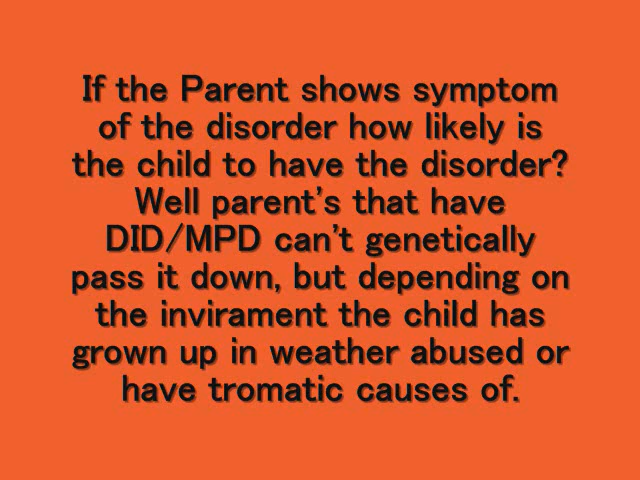 If the Parent shows symptom
of the disorder how likely is
the child to have the disorder?
Well parent's that have
DID/MPD can't genetically
pass it down, but depending on
the invirament the child has
grown up in weather abused or
have tromatic causes of.